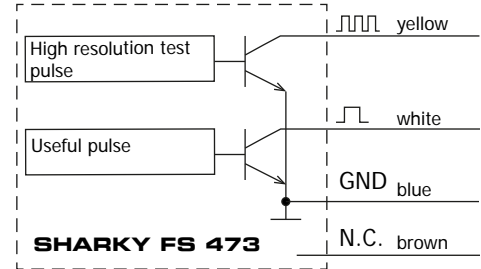 High resolution test
pulse
yellow
Useful pulse
white
GND blue
SHARKY FS 473
N.C. brown